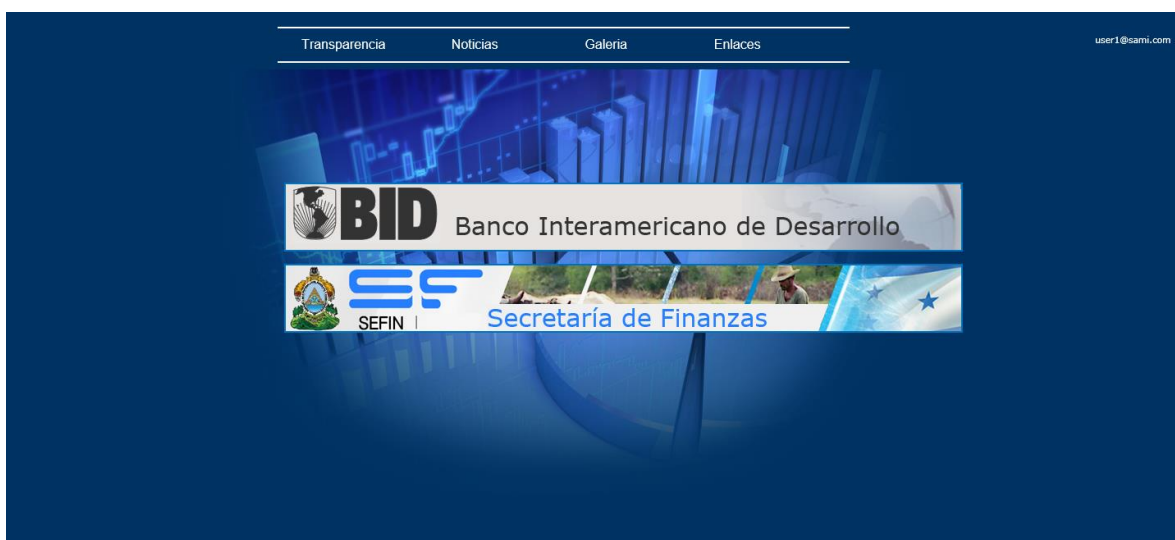 Transparencia Noticias Galeria Enlaces
user1@sami.com
BID Banco Interamericano de Desarrollo
SEFIN | Secretaría de Finanzas